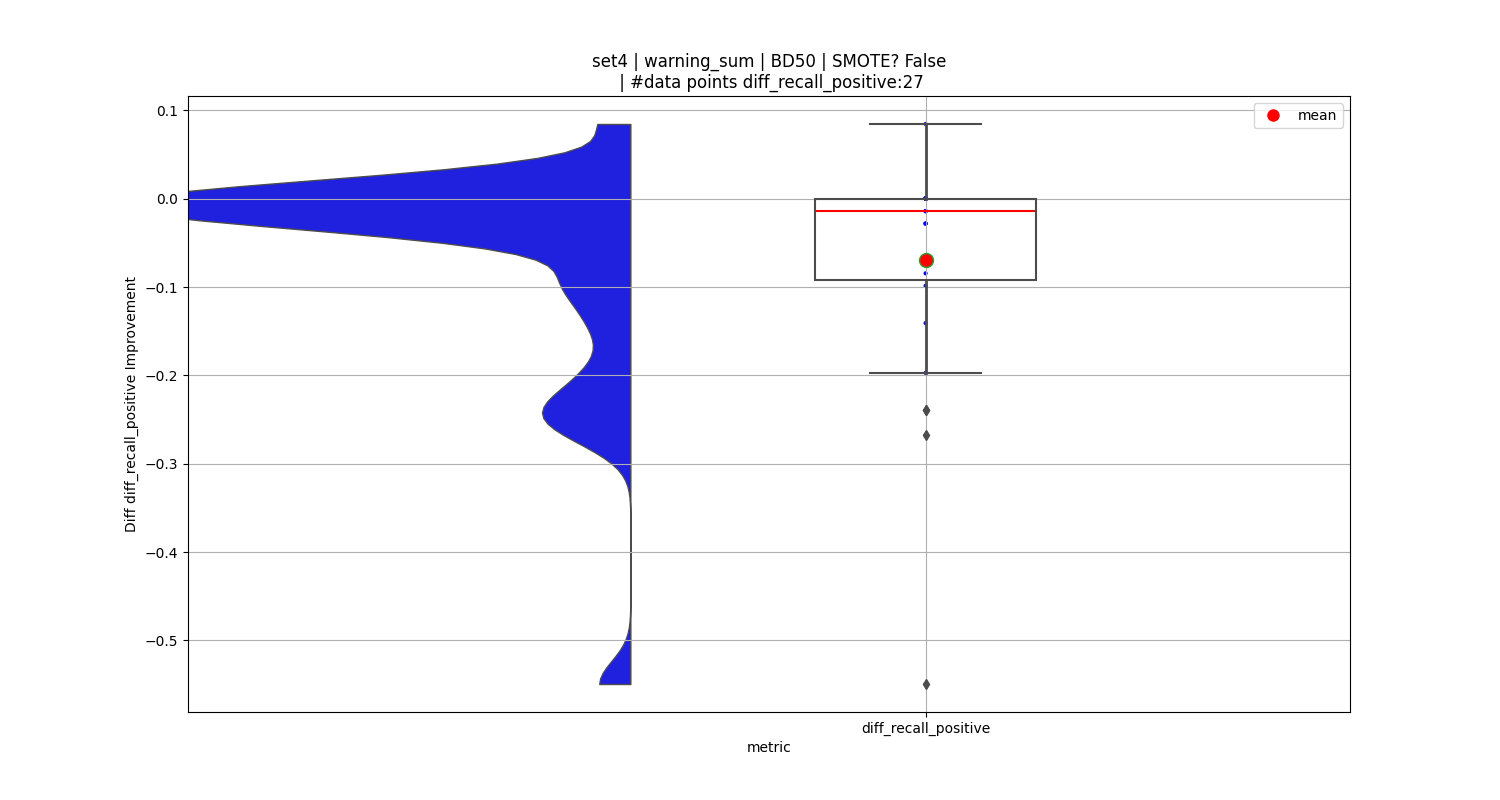 set4 | warning_sum | BD50 | SMOTE? False
| #data points diff_recall_positive:27
mean
0.1
0.0
−0.1
−0.2
−0.3
−0.4
−0.5
Diff diff_recall_positive Improvement
diff_recall_positive
metric